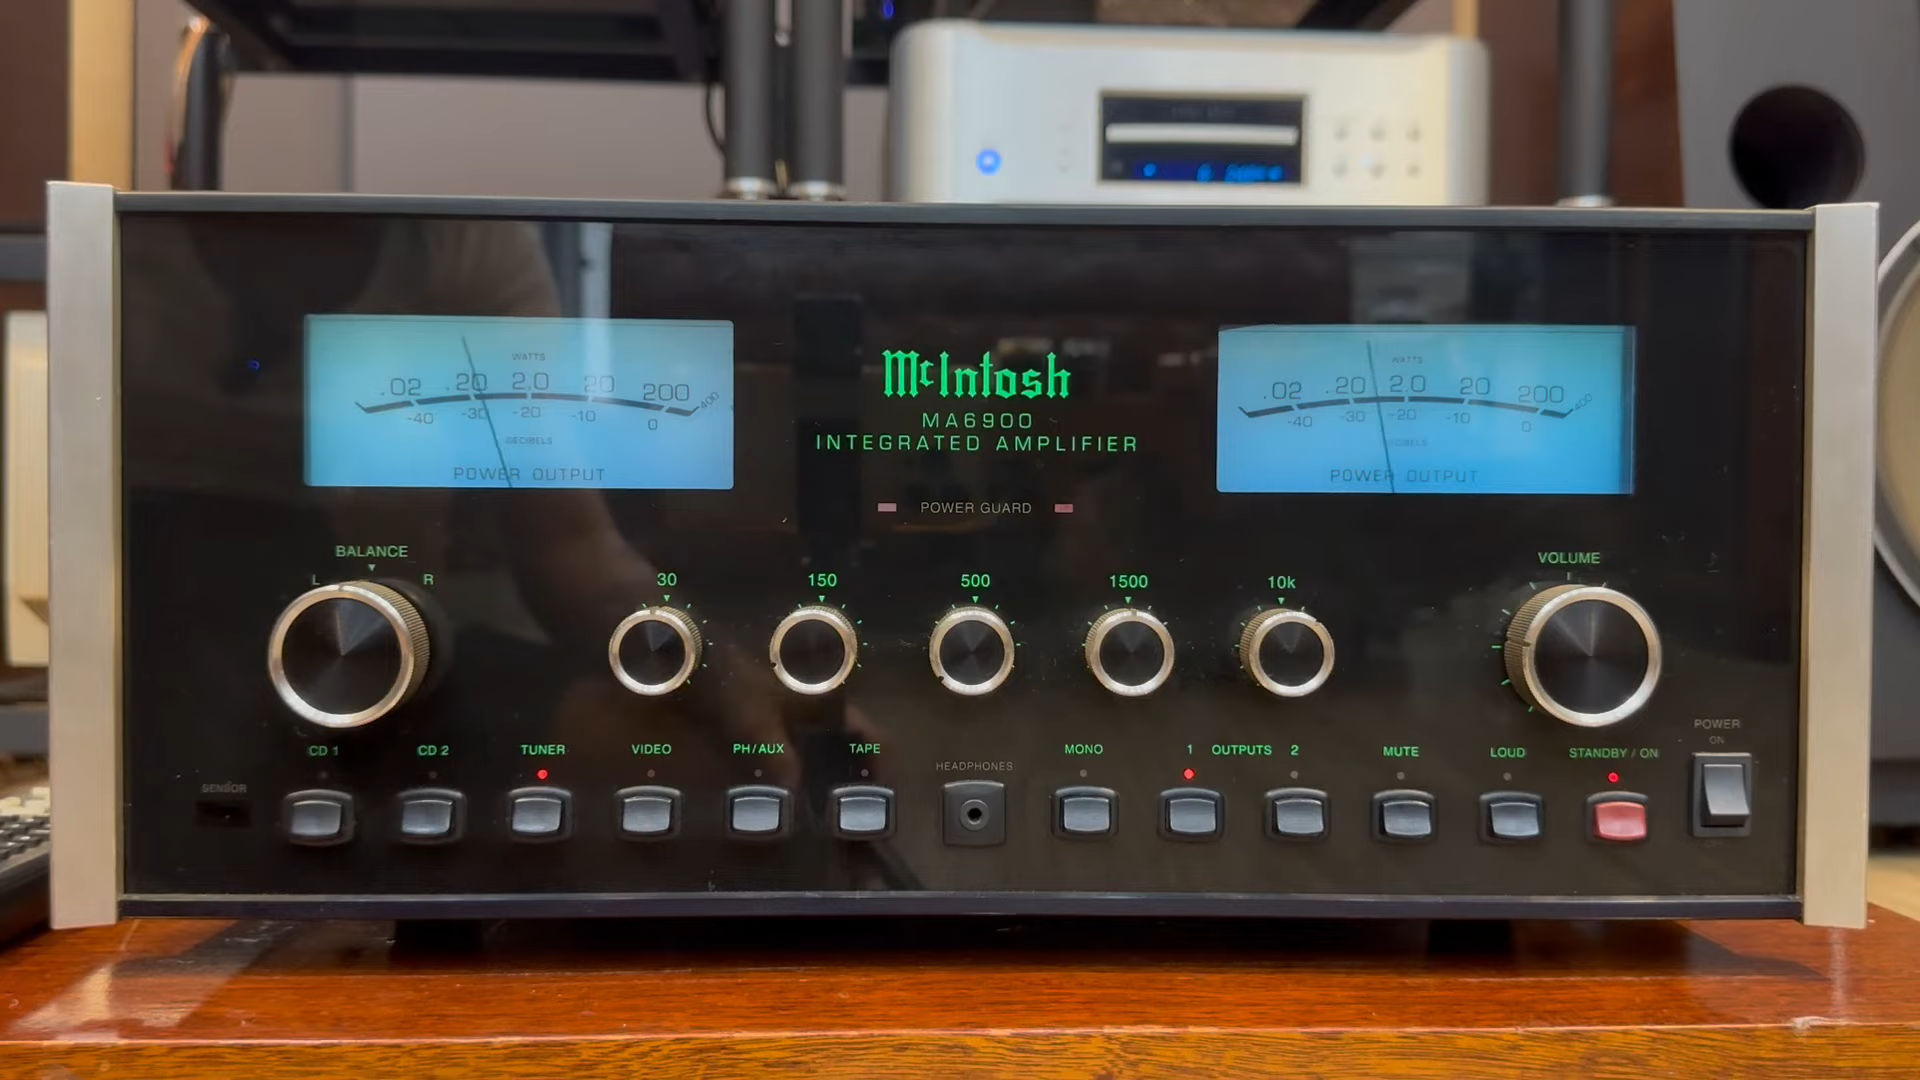 WATTS
.02 .20 2.0 20 200 400
-40 -30 -20 -10 0
DECIBELS
POWER OUTPUT
McIntosh
MA6900
INTEGRATED AMPLIFIER
POWER GUARD
WATTS
.02 .20 2.0 20 200 400
-40 -30 -20 -10 0
DECIBELS
POWER OUTPUT
BALANCE
L R
30 150 500 1500 10k
VOLUME
CD 1 CD 2 TUNER VIDEO PH/AUX TAPE
HEADPHONES
MONO 1 OUTPUTS 2 MUTE LOUD STANDBY / ON
POWER
ON
SENSOR